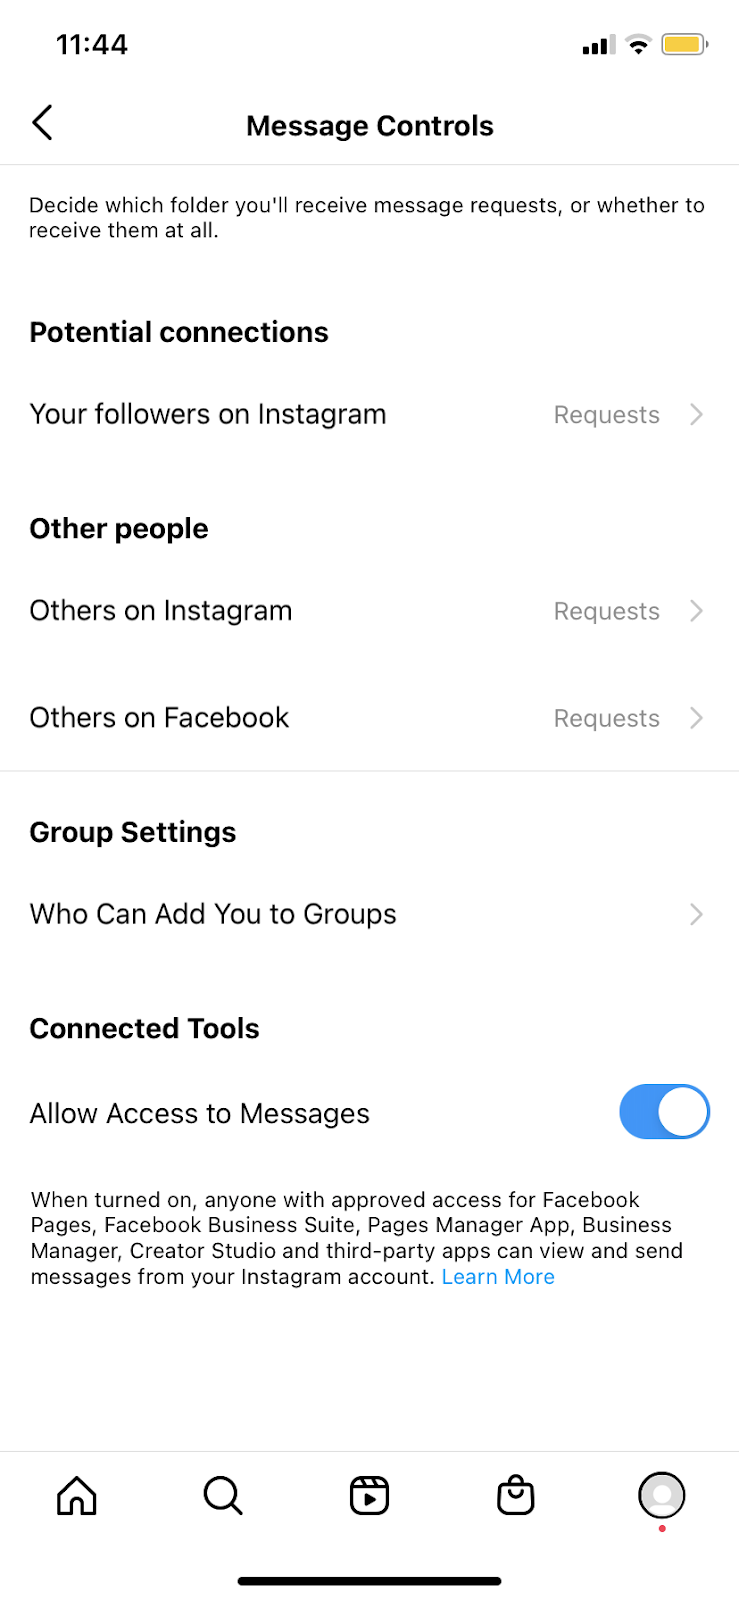 11:44
Message Controls
Decide which folder you'll receive message requests, or whether to
receive them at all.
Potential connections
Your followers on Instagram Requests
Other people
Others on Instagram Requests
Others on Facebook Requests
Group Settings
Who Can Add You to Groups
Connected Tools
Allow Access to Messages
When turned on, anyone with approved access for Facebook
Pages, Facebook Business Suite, Pages Manager App, Business
Manager, Creator Studio and third-party apps can view and send
messages from your Instagram account. Learn More